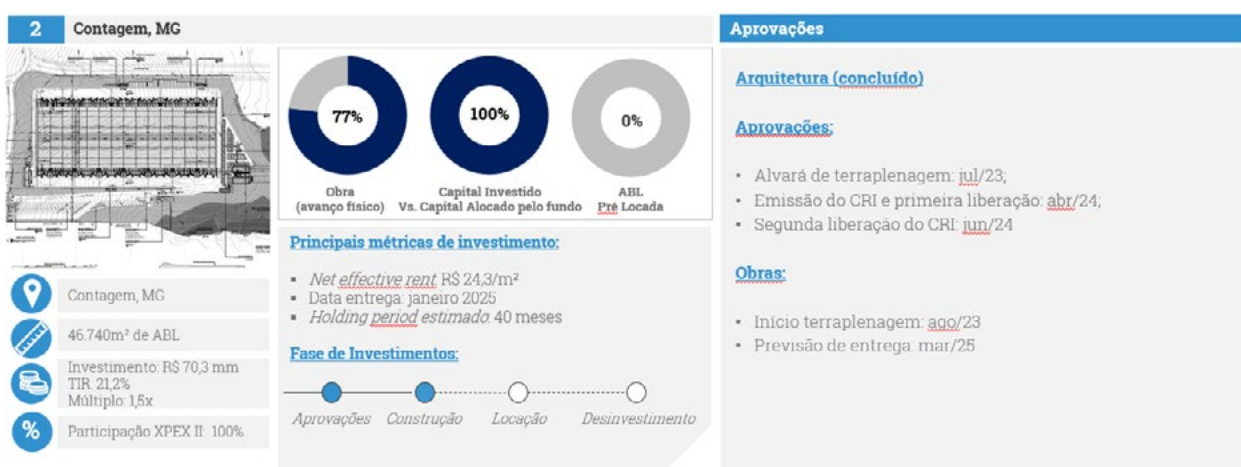 2
Contagem, MG
77%
Obra
(avanço físico)
100%
Capital Investido
Vs. Capital Alocado pelo fundo
0%
ABL
Pré Locada
Contagem, MG
46.740m² de ABL
Investimento: R$ 70,3 mm
TIR: 21,2%
Múltiplo: 1,5x
%
Participação XPEX II: 100%
Principais métricas de investimento:
▪ Net effective rent: R$ 24,3/m²
▪ Data entrega: janeiro 2025
▪ Holding period estimado: 40 meses
Fase de Investimentos:
Aprovações Construção Locação Desinvestimento
Aprovações
Arquitetura (concluído)
Aprovações:
• Alvará de terraplenagem: jul/23;
• Emissão do CRI e primeira liberação: abr/24;
• Segunda liberação do CRI: jun/24
Obras:
• Início terraplenagem: ago/23
• Previsão de entrega: mar/25